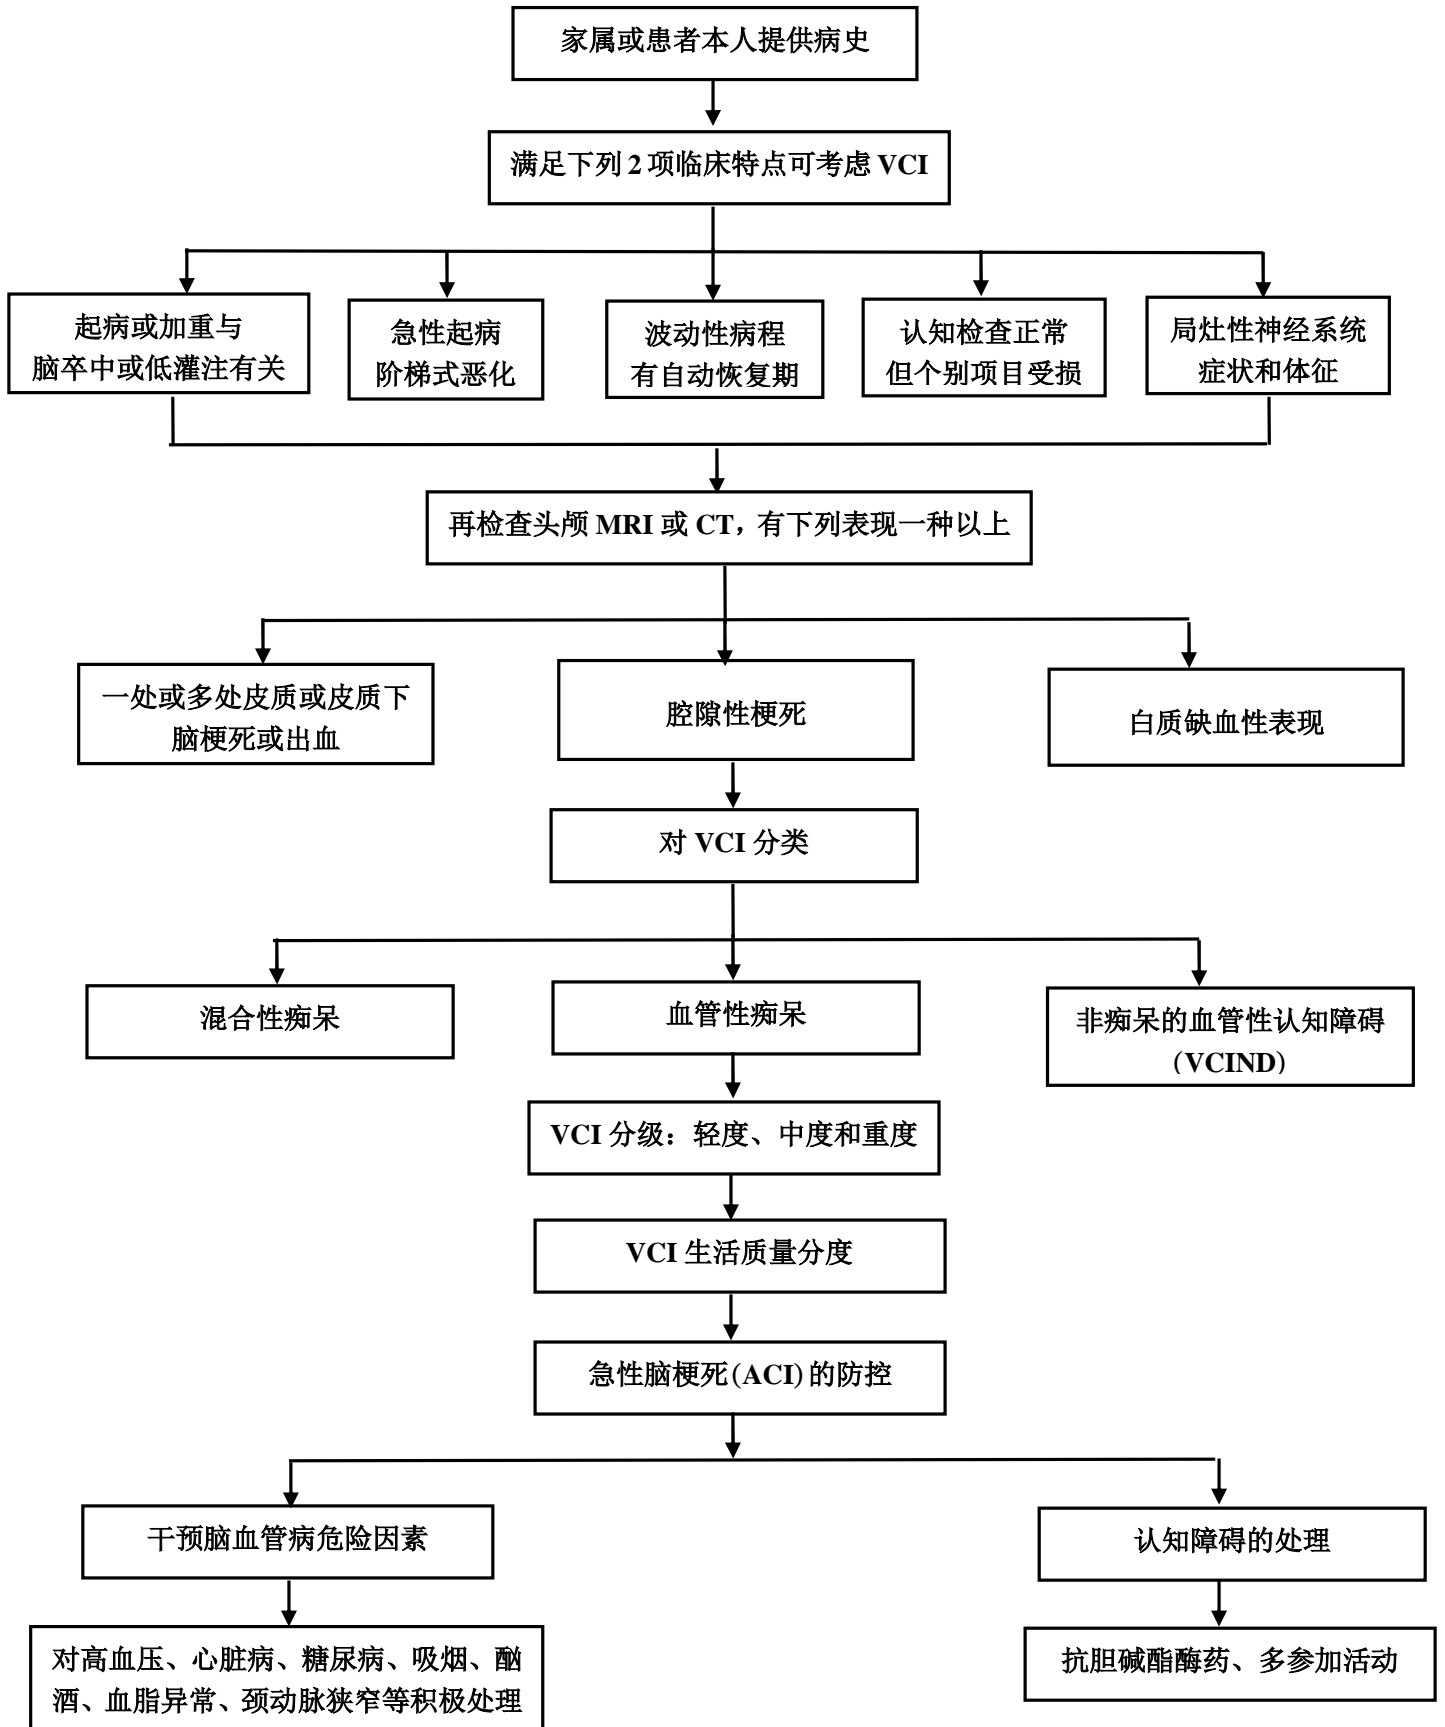 家属或患者本人提供病史
满足下列 2 项临床特点可考虑 VCI
起病或加重与
脑卒中或低灌注有关
急性起病
阶梯式恶化
波动性病程
有自动恢复期
认知检查正常
但个别项目受损
局灶性神经系统
症状和体征
再检查头颅 MRI 或 CT，有下列表现一种以上
一处或多处皮质或皮质下
脑梗死或出血
腔隙性梗死
白质缺血性表现
对 VCI 分类
混合性痴呆
血管性痴呆
非痴呆的血管性认知障碍
（VCIND）
VCI 分级：轻度、中度和重度
VCI 生活质量分度
急性脑梗死(ACI)的防控
干预脑血管病危险因素
认知障碍的处理
对高血压、心脏病、糖尿病、吸烟、酗
酒、血脂异常、颈动脉狭窄等积极处理
抗胆碱酯酶药、多参加活动